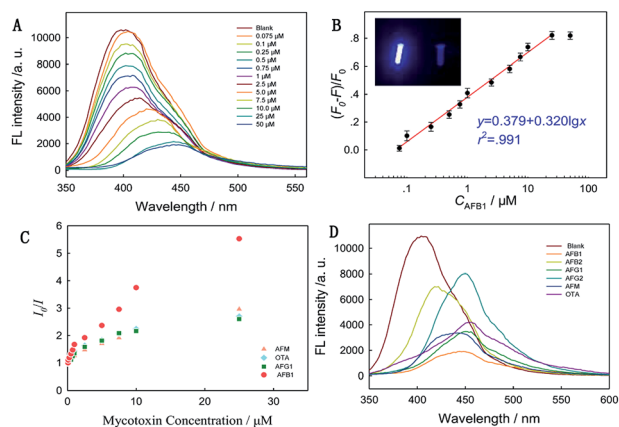 A
FL intensity /a. u.
10000
8000
6000
4000
2000
0
350
400
450
500
550
Wavelength / nm
Blank
0.075 μM
0.1 μM
0.25 μM
0.5 μM
0.75 μM
1 μM
2.5 μM
5.0 μM
7.5 μM
10.0 μM
25 μM
50 μM
B
(F0-F)/F0
.8
.6
.4
.2
0.0
.1
1
10
100
y=0.379+0.320lgx
r²=.991
CAFB1 / μM
C
I0/I
6
5
4
3
2
1
0
0
5
10
15
20
25
30
AFM
OTA
AFG1
AFB1
Mycotoxin Concentration / μM
D
FL intensity / a. u.
10000
8000
6000
4000
2000
0
350
400
450
500
550
600
Wavelength / nm
Blank
AFB1
AFB2
AFG1
AFG2
AFM
OTA